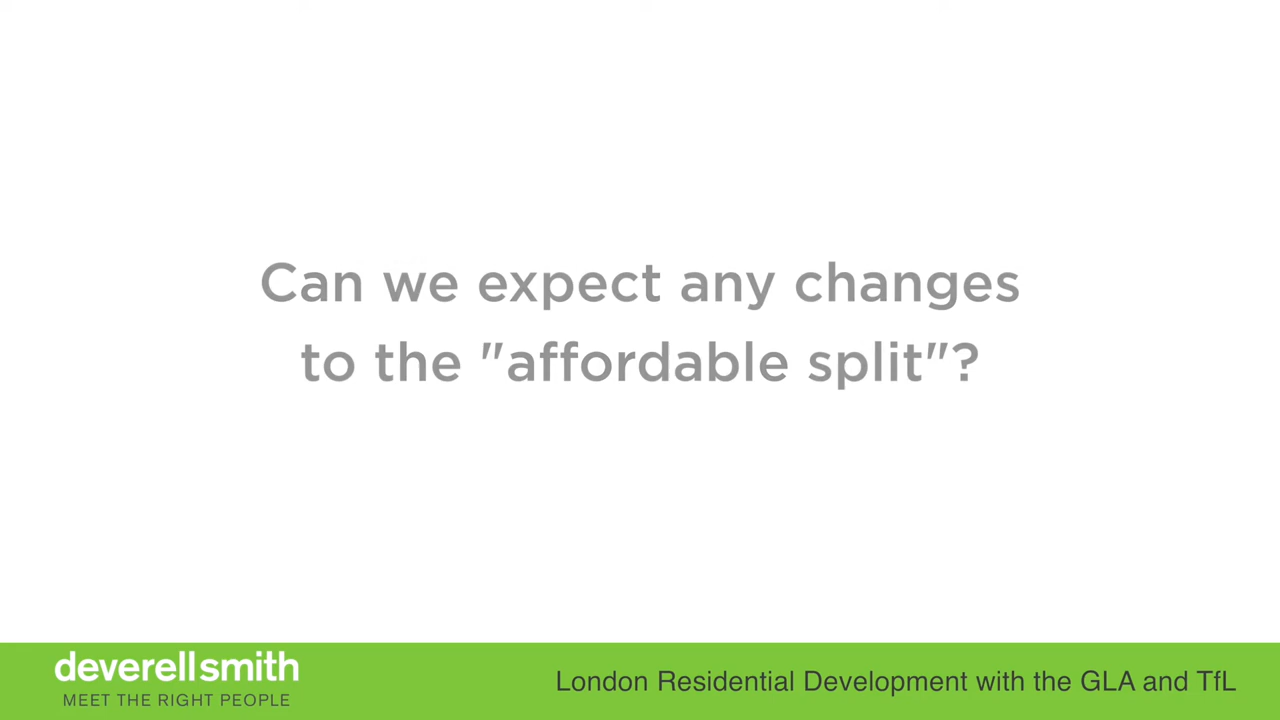 Can we expect any changes
to the "affordable split"?
deverellsmith
MEET THE RIGHT PEOPLE
London Residential Development with the GLA and TfL